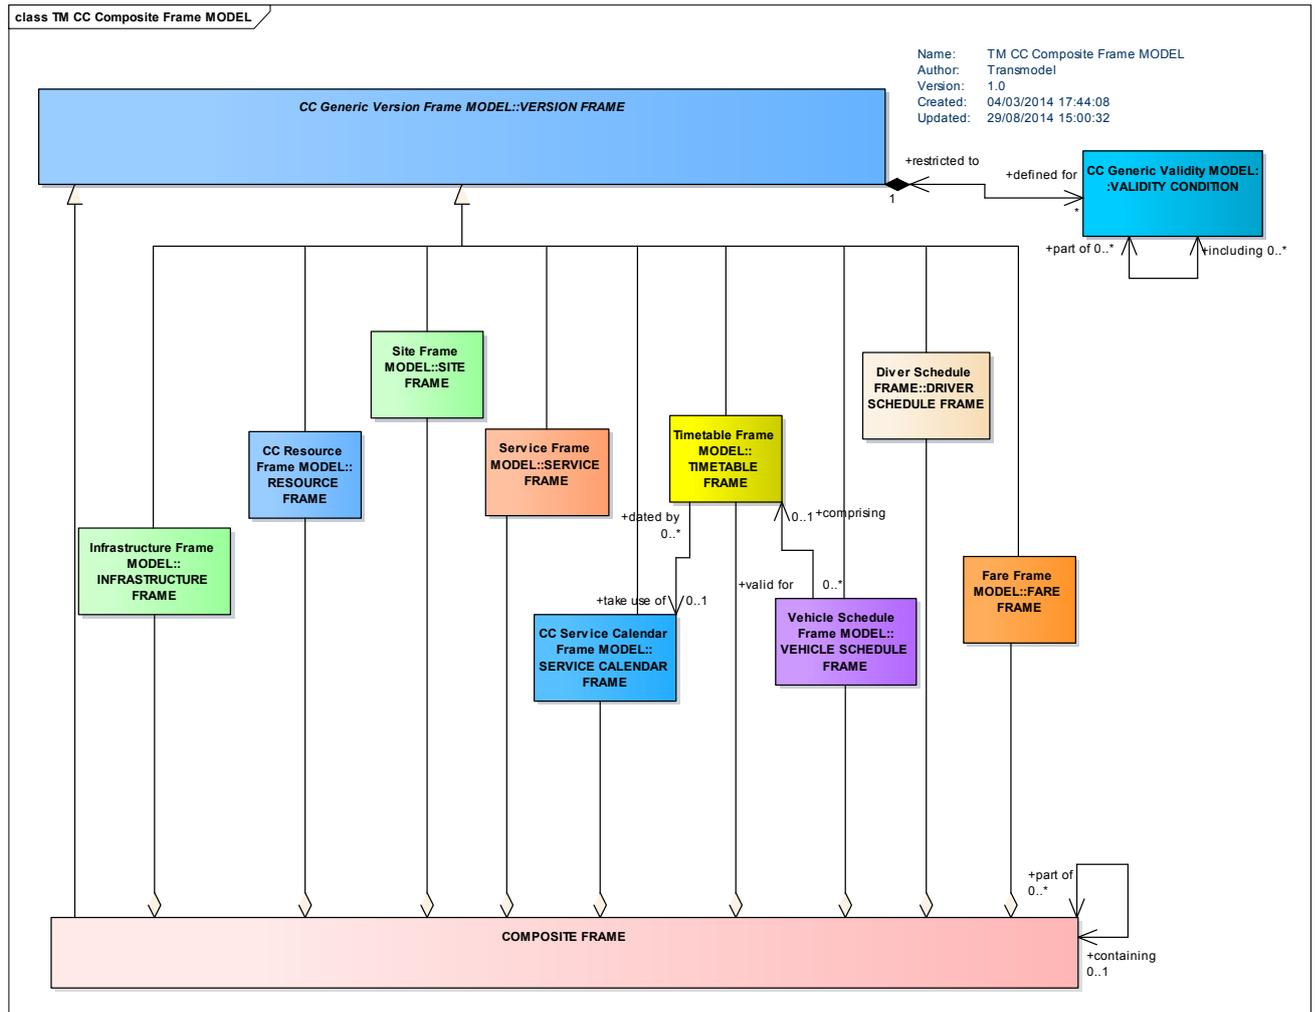 class TM CC Composite Frame MODEL
Name: TM CC Composite Frame MODEL
Author: Transmodel
Version: 1.0
Created: 04/03/2014 17:44:08
Updated: 29/08/2014 15:00:32
CC Generic Version Frame MODEL::VERSION FRAME
+restricted to
1
+defined for
*
CC Generic Validity MODEL:
:VALIDITY CONDITION
+part of 0..*
+including 0..*
Site Frame
MODEL::SITE
FRAME
Diver Schedule
FRAME::DRIVER
SCHEDULE FRAME
CC Resource
Frame MODEL::
RESOURCE
FRAME
Service Frame
MODEL::SERVICE
FRAME
Timetable Frame
MODEL::
TIMETABLE
FRAME
+dated by
0..*
0..1 +comprising
Infrastructure Frame
MODEL::
INFRASTRUCTURE
FRAME
+take use of
0..1
+valid for
0..*
Fare Frame
MODEL::FARE
FRAME
CC Service Calendar
Frame MODEL::
SERVICE CALENDAR
FRAME
Vehicle Schedule
Frame MODEL::
VEHICLE SCHEDULE
FRAME
+part of
0..*
COMPOSITE FRAME
+containing
0..1